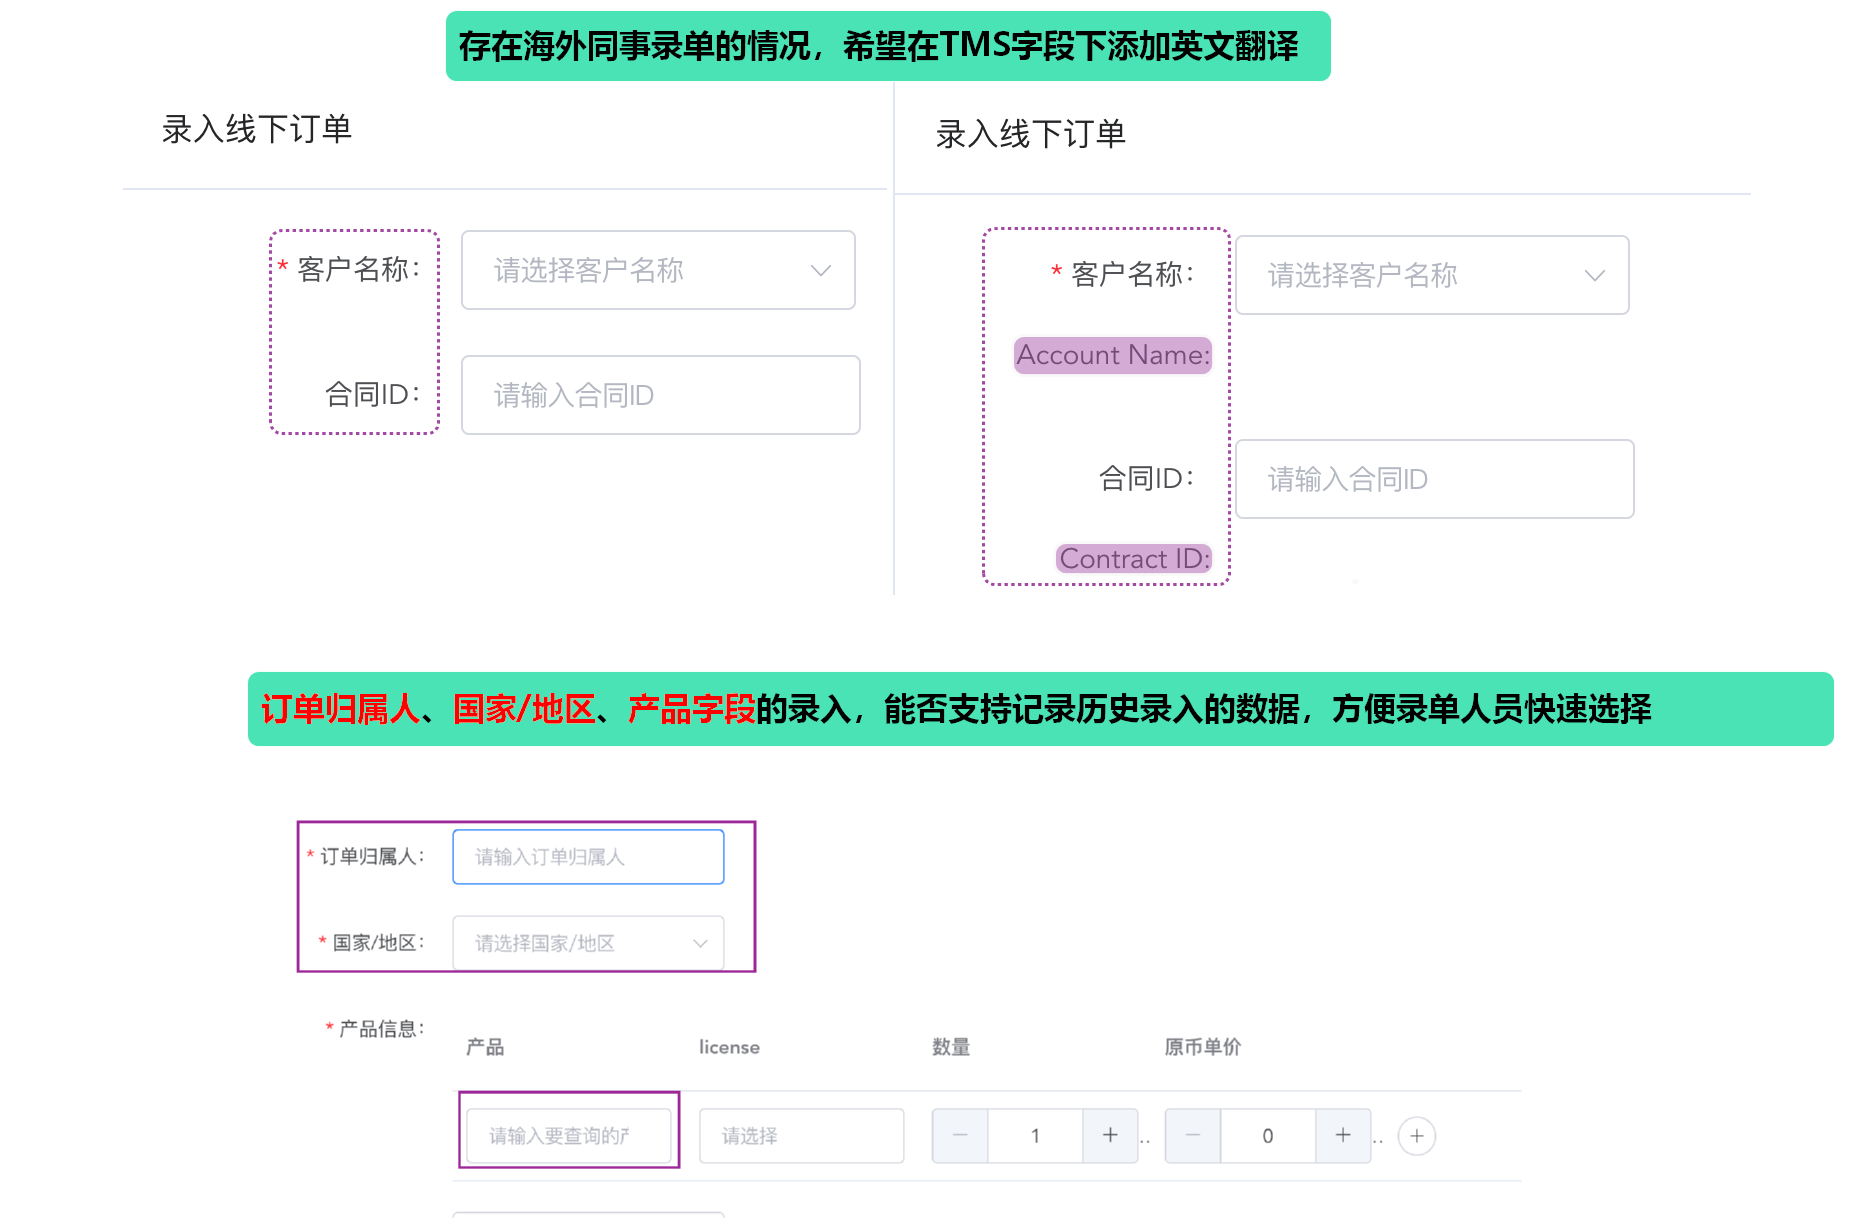 存在海外同事录单的情况，希望在TMS字段下添加英文翻译
录入线下订单
* 客户名称：
请选择客户名称
合同ID：
请输入合同ID
录入线下订单
* 客户名称：
请选择客户名称
Account Name:
合同ID：
请输入合同ID
Contract ID:
订单归属人、国家/地区、产品字段的录入，能否支持记录历史录入的数据，方便录单人员快速选择
* 订单归属人：
请输入订单归属人
* 国家/地区：
请选择国家/地区
* 产品信息：
产品 license 数量 原币单价
请输入要查询的产 请选择 − 1 + .. − 0 + .. +